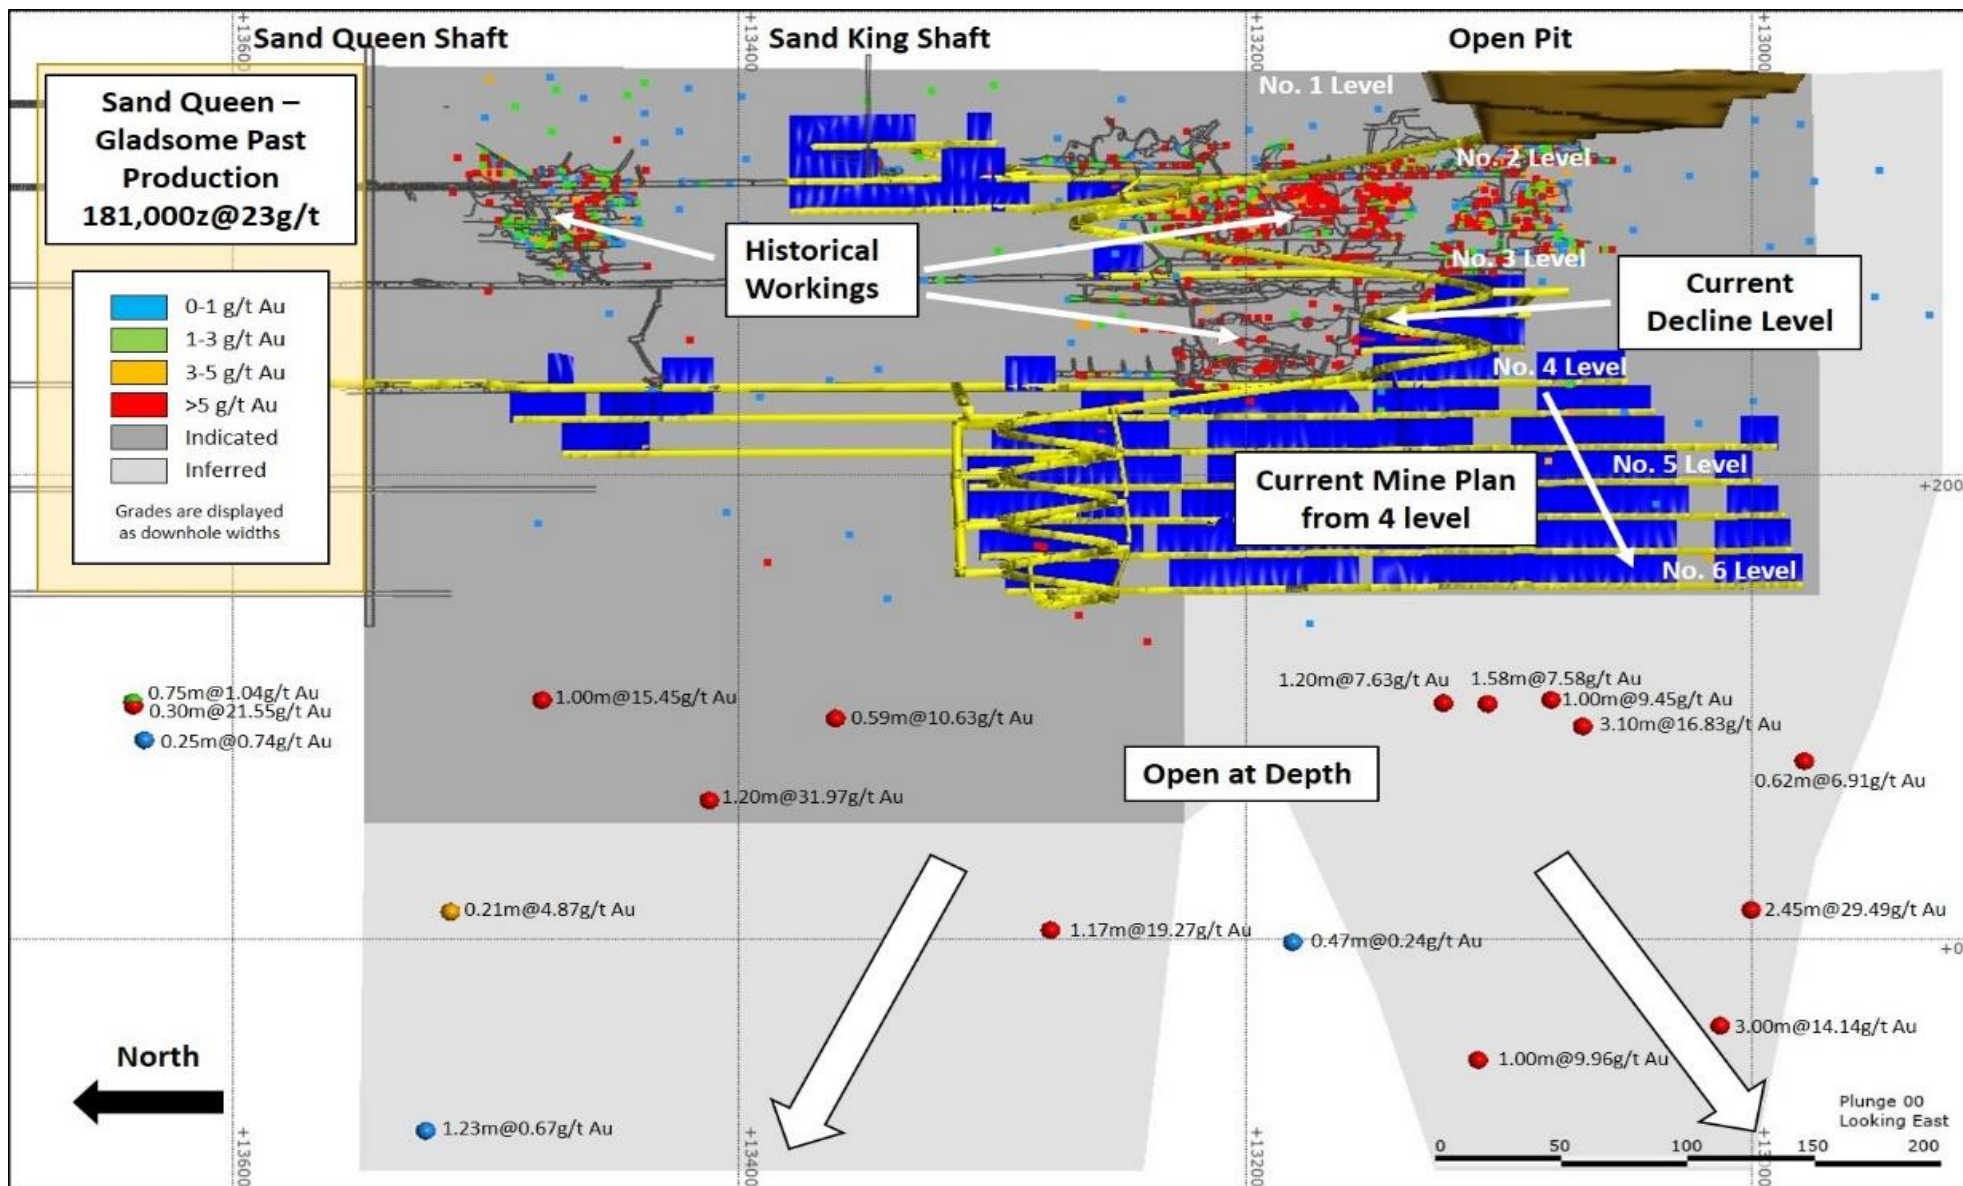 Sand Queen Shaft
Sand King Shaft
Open Pit
+13600
+13400
+13200
+13000
No. 1 Level
Sand Queen –
Gladsome Past
Production
181,000z@23g/t
No. 2 Level
Historical
Workings
No. 3 Level
Current
Decline Level
0-1 g/t Au
1-3 g/t Au
3-5 g/t Au
>5 g/t Au
Indicated
Inferred
Grades are displayed
as downhole widths
No. 4 Level
No. 5 Level
Current Mine Plan
from 4 level
+200
No. 6 Level
0.75m@1.04g/t Au
0.30m@21.55g/t Au
0.25m@0.74g/t Au
1.00m@15.45g/t Au
0.59m@10.63g/t Au
1.20m@7.63g/t Au
1.58m@7.58g/t Au
1.00m@9.45g/t Au
3.10m@16.83g/t Au
0.62m@6.91g/t Au
Open at Depth
1.20m@31.97g/t Au
0.21m@4.87g/t Au
1.17m@19.27g/t Au
0.47m@0.24g/t Au
2.45m@29.49g/t Au
+0
3.00m@14.14g/t Au
1.00m@9.96g/t Au
North
1.23m@0.67g/t Au
Plunge 00
Looking East
0 50 100 150 200
+13600
+13400
+13200
+13000